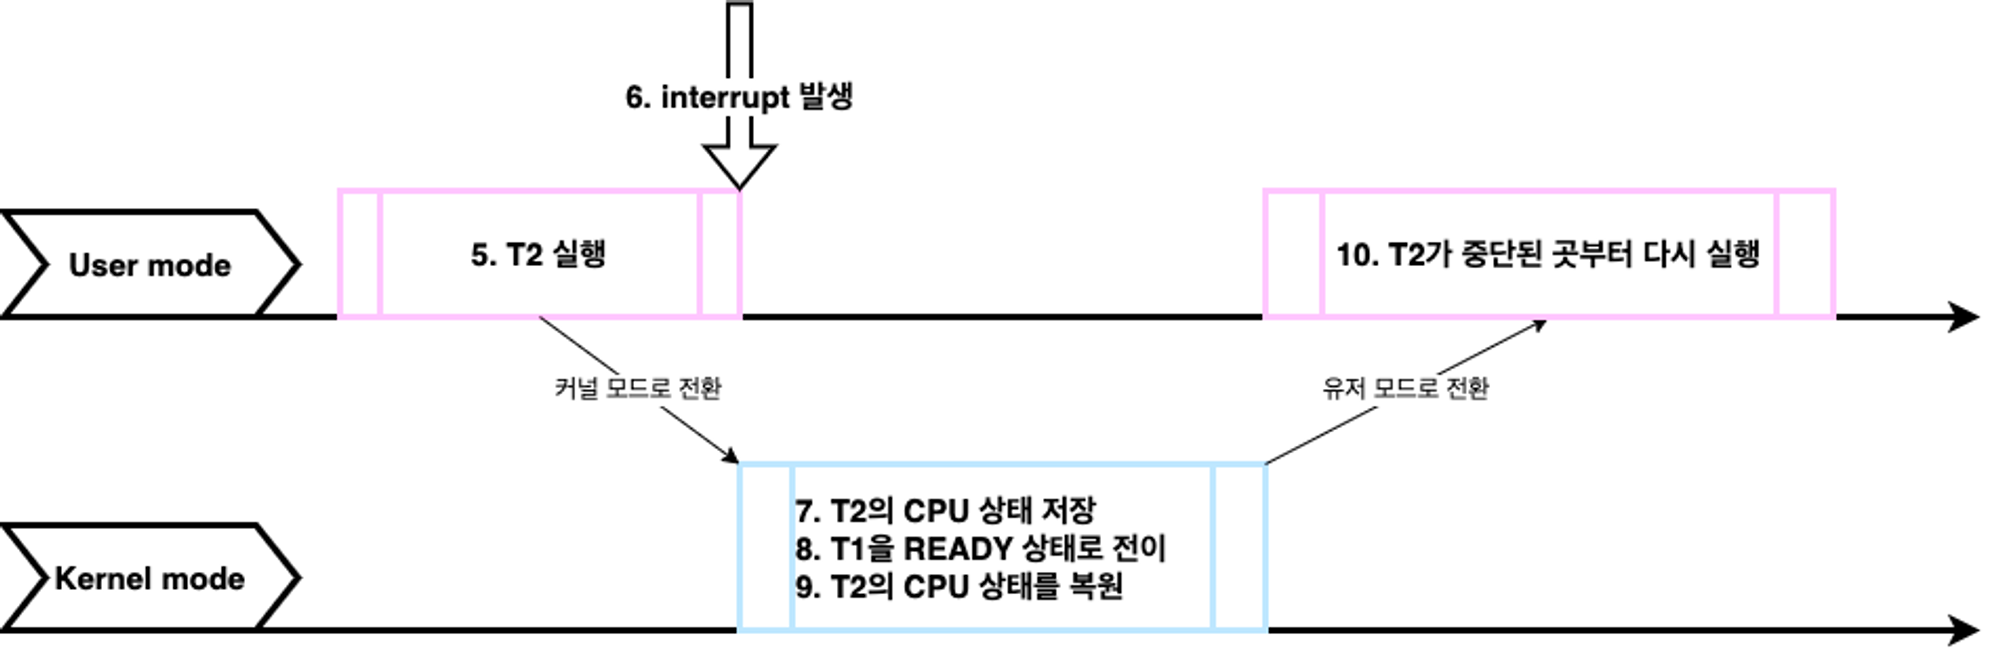 6. interrupt 발생
User mode
5. T2 실행
10. T2가 중단된 곳부터 다시 실행
커널 모드로 전환
유저 모드로 전환
Kernel mode
7. T2의 CPU 상태 저장
8. T1을 READY 상태로 전이
9. T2의 CPU 상태를 복원